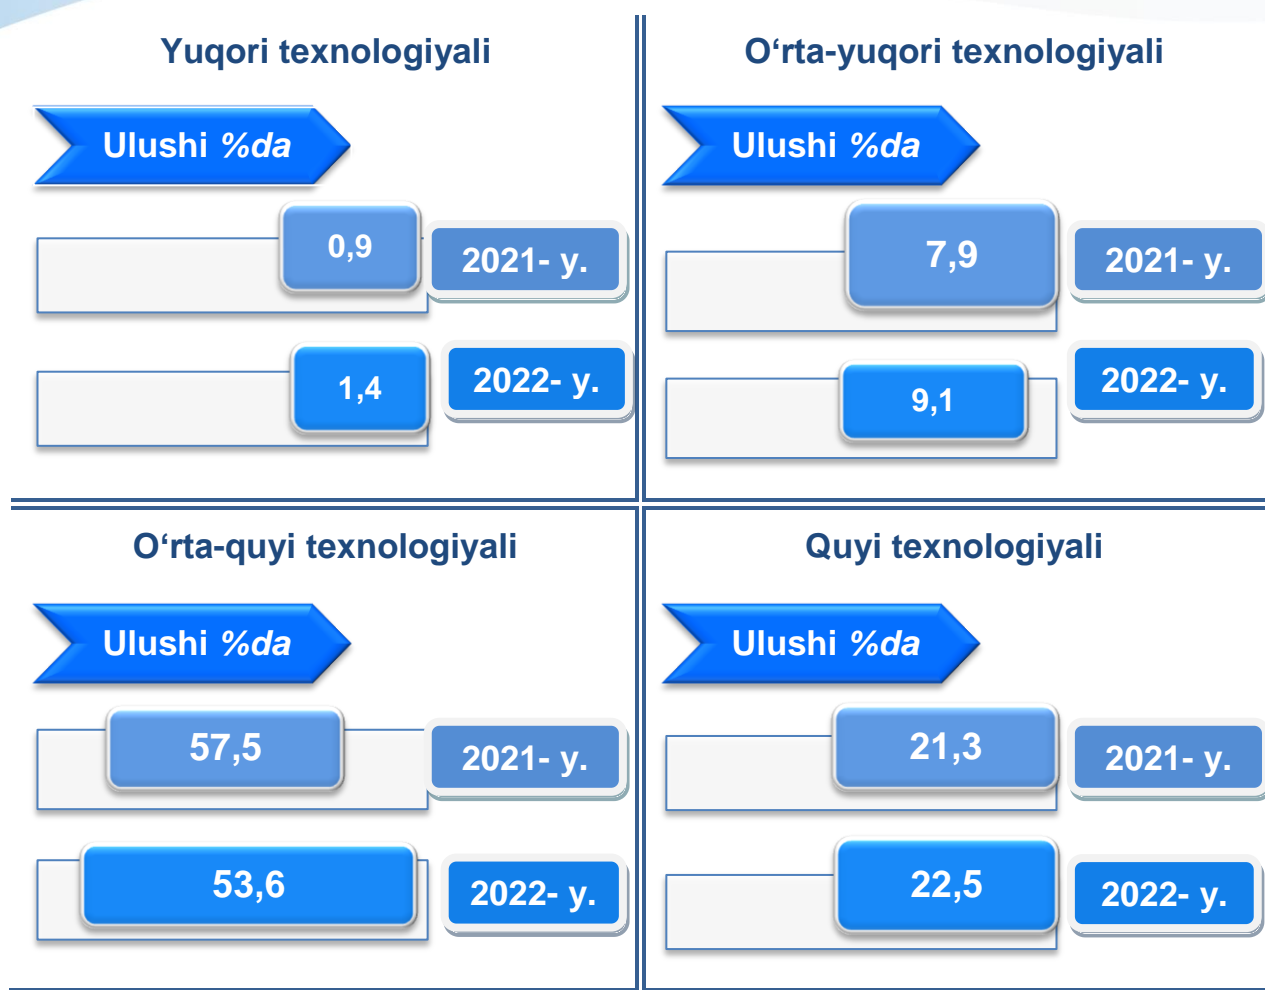 Yuqori texnologiyali
Ulushi %da
0,9
2021- y.
1,4
2022- y.
O‘rta-yuqori texnologiyali
Ulushi %da
7,9
2021- y.
9,1
2022- y.
O‘rta-quyi texnologiyali
Ulushi %da
57,5
2021- y.
53,6
2022- y.
Quyi texnologiyali
Ulushi %da
21,3
2021- y.
22,5
2022- y.